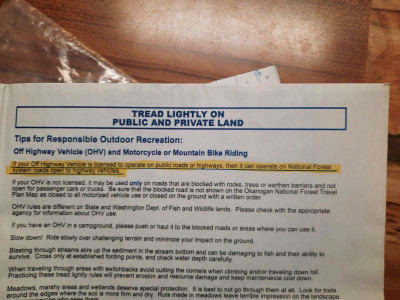 TREAD LIGHTLY ON
PUBLIC AND PRIVATE LAND
Tips for Responsible Outdoor Recreation:
Off Highway Vehicle (OHV) and Motorcycle or Mountain Bike Riding
If your Off Highway Vehicle is licensed to operate on public roads or highways, then it can operate on National Forest
system roads open to highway vehicles.
If your OHV is not licensed, it may be used only on roads that are blocked with rocks, trees or earthen barriers and not
open for passenger cars or trucks. Be sure that the blocked road is not shown on the Okanogan National Forest Travel
Plan Map as closed to all motorized vehicle use or closed on the ground with a written order.
OHV rules are different on State and Washington Dept. of Fish and Wildlife lands. Please check with the appropriate
agency for information about OHV use.
If you have an OHV in a campground, please push or haul it to the blocked roads or areas where you can use it.
Slow down! Ride slowly over challenging terrain and minimize your impact on the ground.
Blasting through streams stirs up the sediment in the stream bottom and can be damaging to fish and their ability to
survive. Cross only at established fording points, and check water depth carefully.
When traveling through areas with switchbacks avoid cutting the corners when climbing and/or traveling down hill.
Practicing these tread lightly rules will prevent erosion and resource damage and keep maintenance cost down.
Meadows, marshy areas and wetlands deserve special protection. It is best to not go through them at all. Look for trails
around the edges where the soil is more firm and dry. Ruts made in meadows leave terrible impression on the landscape